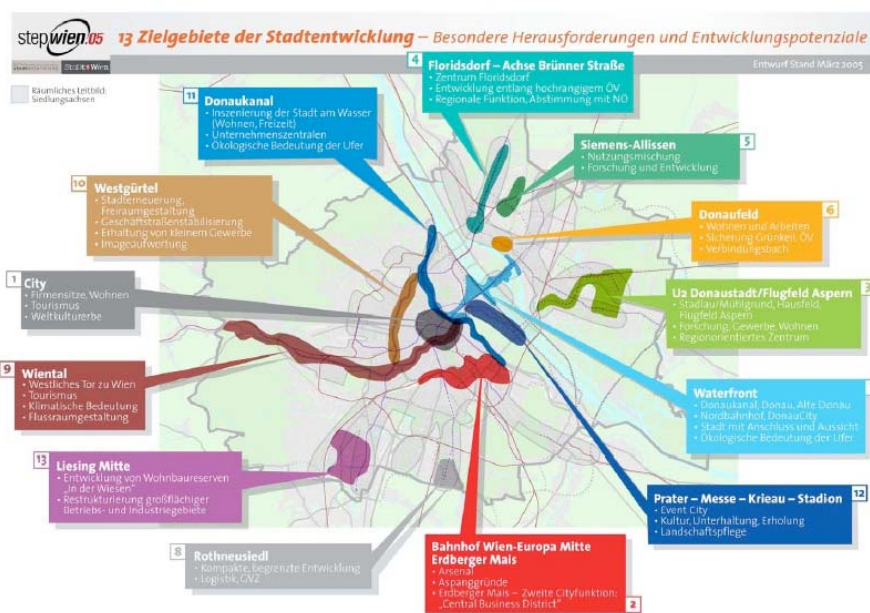 stepwien.05
13 Zielgebiete der Stadtentwicklung – Besondere Herausforderungen und Entwicklungspotenziale
Stadt Wien
Entwurf Stand März 2005
Räumliches Leitbild:
Siedlungsachsen
4
Floridsdorf – Achse Brünner Straße
• Zentrum Floridsdorf
• Entwicklung entlang hochrangigem ÖV
• Regionale Funktion, Abstimmung mit NÖ
11
Donaukanal
• Inszenierung der Stadt am Wasser
(Wohnen, Freizeit)
• Unternehmenszentralen
• Ökologische Bedeutung der Ufer
5
Siemens-Allissen
• Nutzungsmischung
• Forschung und Entwicklung
10
Westgürtel
• Stadterneuerung,
Freiraumgestaltung
• Geschäftstraßenstabilisierung
• Erhaltung von kleinem Gewerbe
• Imageaufwertung
6
Donaufeld
• Wohnen und Arbeiten
• Sicherung Grünkeil, ÖV
• Verbindungsbach
1
City
• Firmensitze, Wohnen
• Tourismus
• Weltkulturerbe
3
U2 Donaustadt/Flugfeld Aspern
• Stadlau/Mühlgrund, Hausfeld,
Flugfeld Aspern
• Forschung, Gewerbe, Wohnen
• Regionorientiertes Zentrum
9
Wiental
• Westliches Tor zu Wien
• Tourismus
• Klimatische Bedeutung
• Flussraumgestaltung
Waterfront
• Donaukanal, Donau, Alte Donau
• Nordbahnhof, DonauCity
• Stadt mit Anschluss und Aussicht
• Ökologische Bedeutung der Ufer
13
Liesing Mitte
• Entwicklung von Wohnbaureserven
„In der Wiesen“
• Restrukturierung großflächiger
Betriebs- und Industriegebiete
12
Prater – Messe – Krieau – Stadion
• Event City
• Kultur, Unterhaltung, Erholung
• Landschaftspflege
8
Rothneusiedl
• Kompakte, begrenzte Entwicklung
• Logistik, GVZ
Bahnhof Wien-Europa Mitte
Erdberger Mais
• Arsenal
• Aspanggründe
• Erdberger Mais – Zweite Cityfunktion:
„Central Business District“
2